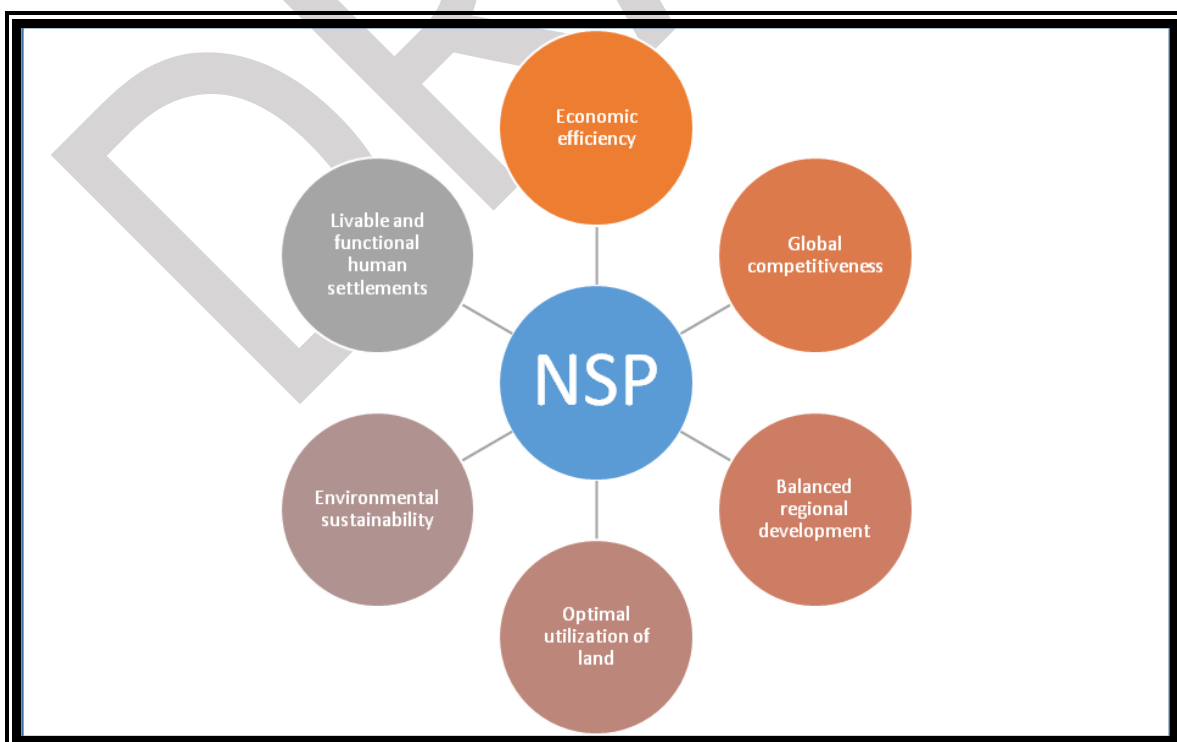 Economic
efficiency
Global
competitiveness
Balanced
regional
development
Optimal
utilization of
land
Environmental
sustainability
Livable and
functional
human
settlements
NSP